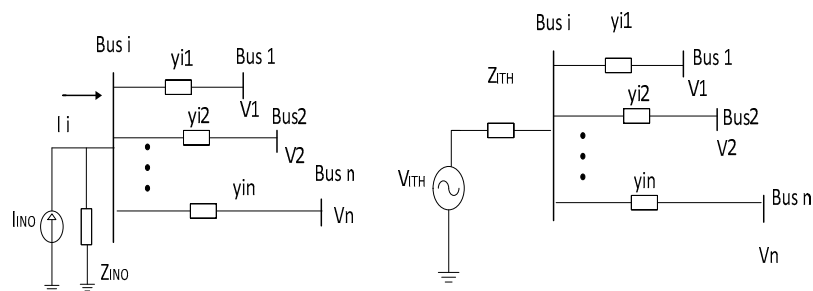 Bus i
yi1
Bus 1
V1
I i
yi2
Bus2
V2
yin
Bus n
Vn
IINO
ZINO
Bus i
yi1
Bus 1
V1
ZITH
yi2
Bus2
V2
VITH
yin
Bus n
Vn